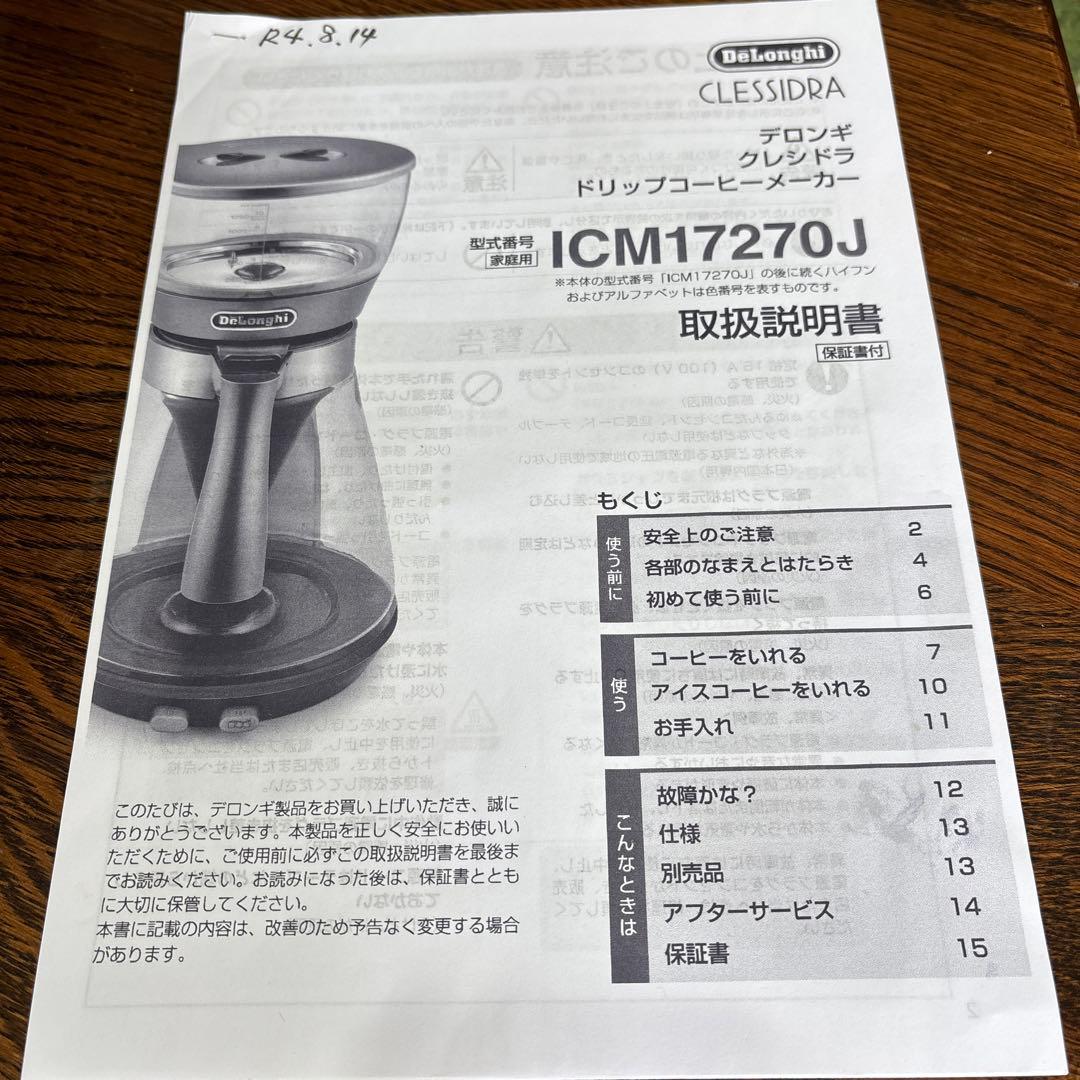 R4.8.14
DeLonghi
CLESSIDRA
デロンギ
クレシドラ
ドリップコーヒーメーカー
型式番号
家庭用
ICM17270J
※本体の型式番号「ICM17270J」の後に続くハイフン
およびアルファベットは色番号を表すものです。
取扱説明書
保証書付
DeLonghi
もくじ
使う前に
安全上のご注意 2
各部のなまえとはたらき 4
初めて使う前に 6
使う
コーヒーをいれる 7
アイスコーヒーをいれる 10
お手入れ 11
こんなときは
故障かな？ 12
仕様 13
別売品 13
アフターサービス 14
保証書 15
このたびは、デロンギ製品をお買い上げいただき、誠に
ありがとうございます。本製品を正しく安全にお使いい
ただくために、ご使用前に必ずこの取扱説明書を最後ま
でお読みください。お読みになった後は、保証書ととも
に大切に保管してください。
本書に記載の内容は、改善のため予告なく変更する場合
があります。